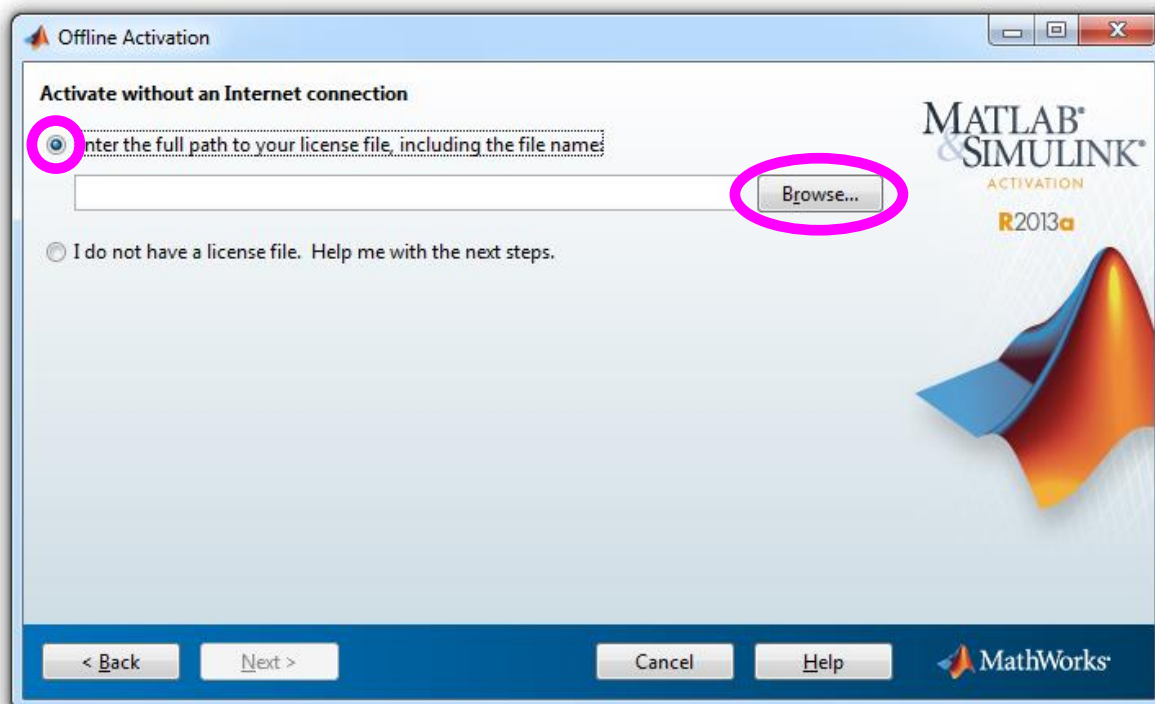 Offline Activation
Activate without an Internet connection
Enter the full path to your license file, including the file name:
Browse...
I do not have a license file. Help me with the next steps.
MATLAB®
&SIMULINK®
ACTIVATION
R2013a
< Back
Next >
Cancel
Help
MathWorks®